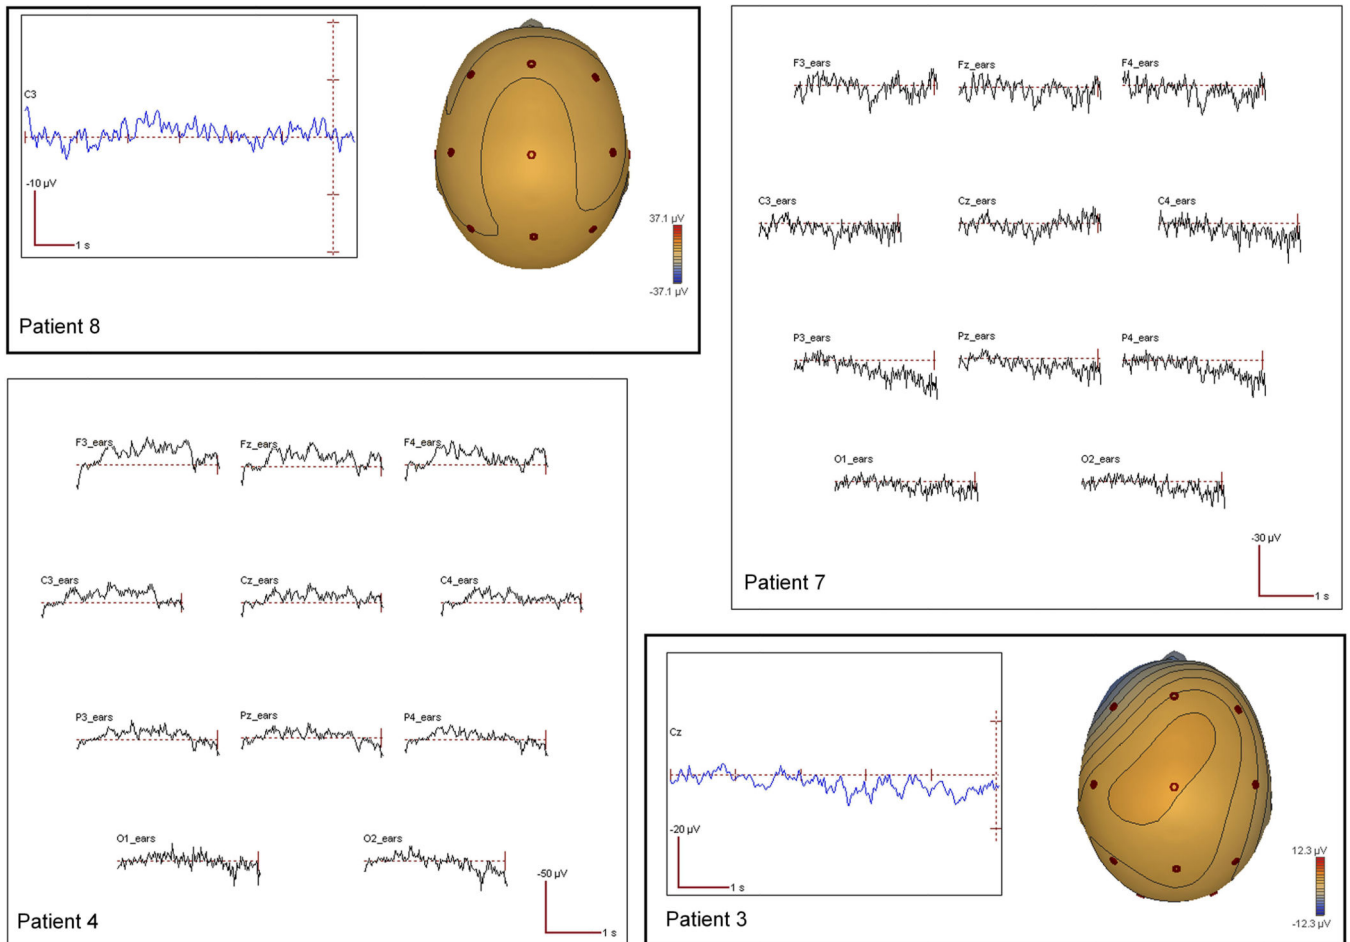 C3
-10 µV
1 s
37.1 µV
-37.1 µV
Patient 8
F3_ears Fz_ears F4_ears
C3_ears Cz_ears C4_ears
P3_ears Pz_ears P4_ears
O1_ears O2_ears
-30 µV
1 s
Patient 7
F3_ears Fz_ears F4_ears
C3_ears Cz_ears C4_ears
P3_ears Pz_ears P4_ears
O1_ears O2_ears
-50 µV
1 s
Patient 4
Cz
-20 µV
1 s
12.3 µV
-12.3 µV
Patient 3